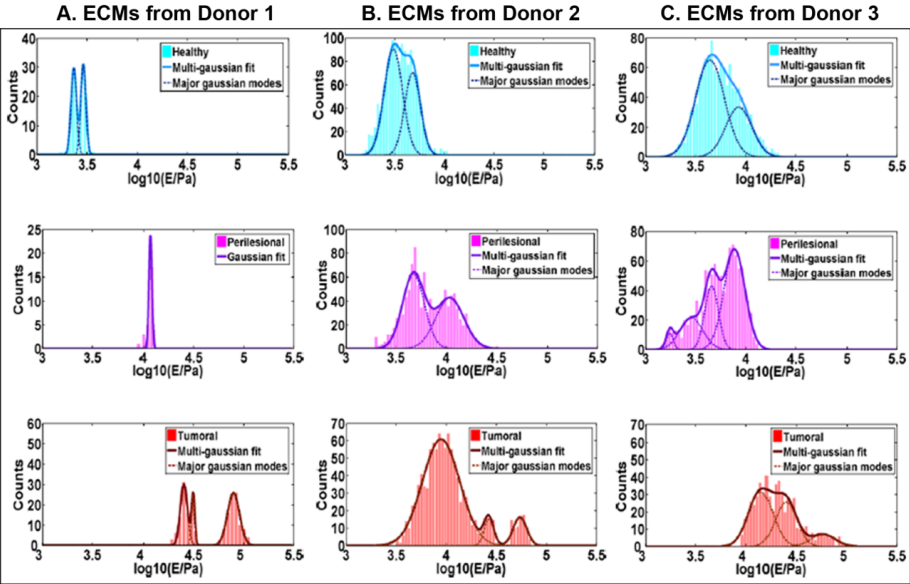 A. ECMs from Donor 1
B. ECMs from Donor 2
C. ECMs from Donor 3
40
30
20
10
0
Counts
Healthy
Multi-gaussian fit
Major gaussian modes
3 3.5 4 4.5 5 5.5
log10(E/Pa)
100
80
60
40
20
0
Counts
Healthy
Multi-gaussian fit
Major gaussian modes
3 3.5 4 4.5 5 5.5
log10(E/Pa)
80
60
40
20
0
Counts
Healthy
Multi-gaussian fit
Major gaussian modes
3 3.5 4 4.5 5 5.5
log10(E/Pa)
25
20
15
10
5
0
Counts
Perilesional
Gaussian fit
3 3.5 4 4.5 5 5.5
log10(E/Pa)
100
80
60
40
20
0
Counts
Perilesional
Multi-gaussian fit
Major gaussian modes
3 3.5 4 4.5 5 5.5
log10(E/Pa)
80
60
40
20
0
Counts
Perilesional
Multi-gaussian fit
Major gaussian modes
3 3.5 4 4.5 5 5.5
log10(E/Pa)
60
50
40
30
20
10
0
Counts
Tumoral
Multi-gaussian fit
Major gaussian modes
3 3.5 4 4.5 5 5.5
log10(E/Pa)
70
60
50
40
30
20
10
0
Counts
Tumoral
Multi-gaussian fit
Major gaussian modes
3 3.5 4 4.5 5 5.5
log10(E/Pa)
70
60
50
40
30
20
10
0
Counts
Tumoral
Multi-gaussian fit
Major gaussian modes
3 3.5 4 4.5 5 5.5
log10(E/Pa)